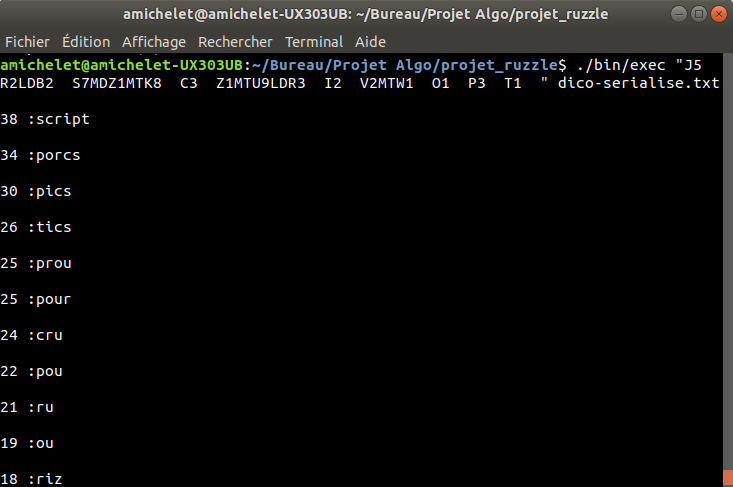 amichelet@amichelet-UX303UB: ~/Bureau/Projet Algo/projet_ruzzle
Fichier Édition Affichage Rechercher Terminal Aide
amichelet@amichelet-UX303UB:~/Bureau/Projet Algo/projet_ruzzle$ ./bin/exec "J5
R2LDB2  S7MDZ1MTK8  C3  Z1MTU9LDR3  I2  V2MTW1  O1  P3  T1  " dico-serialise.txt
38 :script
34 :porcs
30 :pics
26 :tics
25 :prou
25 :pour
24 :cru
22 :pou
21 :ru
19 :ou
18 :riz